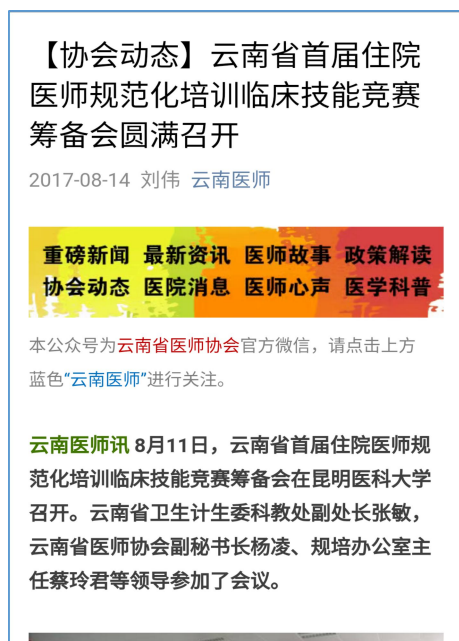 【协会动态】云南省首届住院
医师规范化培训临床技能竞赛
筹备会圆满召开
2017-08-14 刘伟 云南医师
重磅新闻 最新资讯 医师故事 政策解读
协会动态 医院消息 医师心声 医学科普
本公众号为云南省医师协会官方微信，请点击上方
蓝色“云南医师”进行关注。
云南医师讯 8月11日，云南省首届住院医师规
范化培训临床技能竞赛筹备会在昆明医科大学
召开。云南省卫生计生委科教处副处长张敏，
云南省医师协会副秘书长杨凌、规培办公室主
任蔡玲君等领导参加了会议。